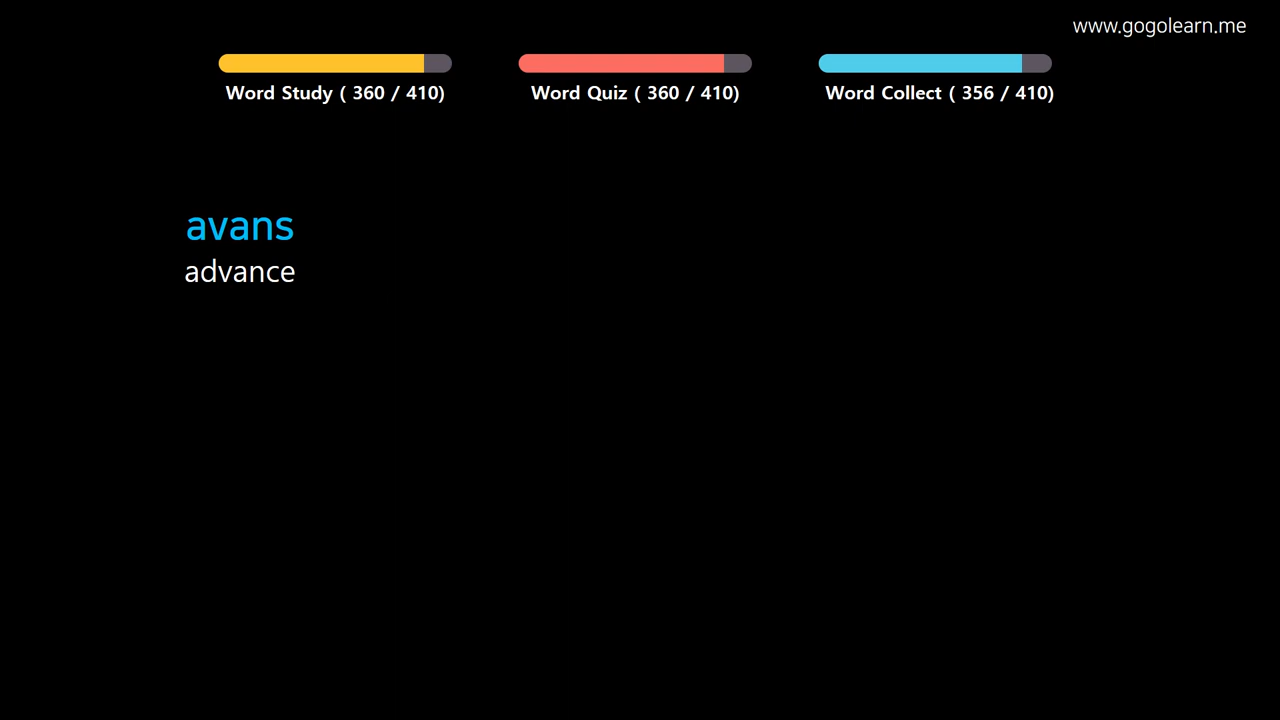 www.gogolearn.me
Word Study ( 360 / 410)
Word Quiz ( 360 / 410)
Word Collect ( 356 / 410)
avans
advance